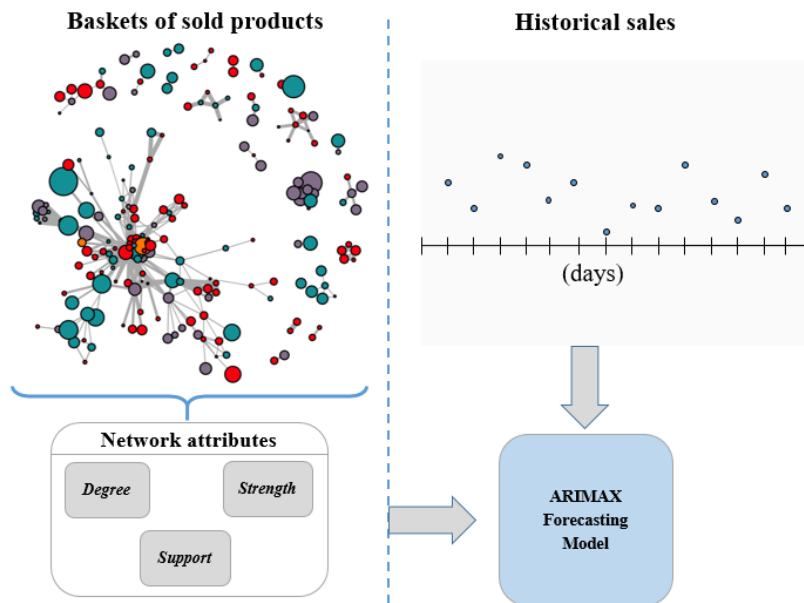 Baskets of sold products
Historical sales
(days)
Network attributes
Degree
Strength
Support
ARIMAX
Forecasting
Model